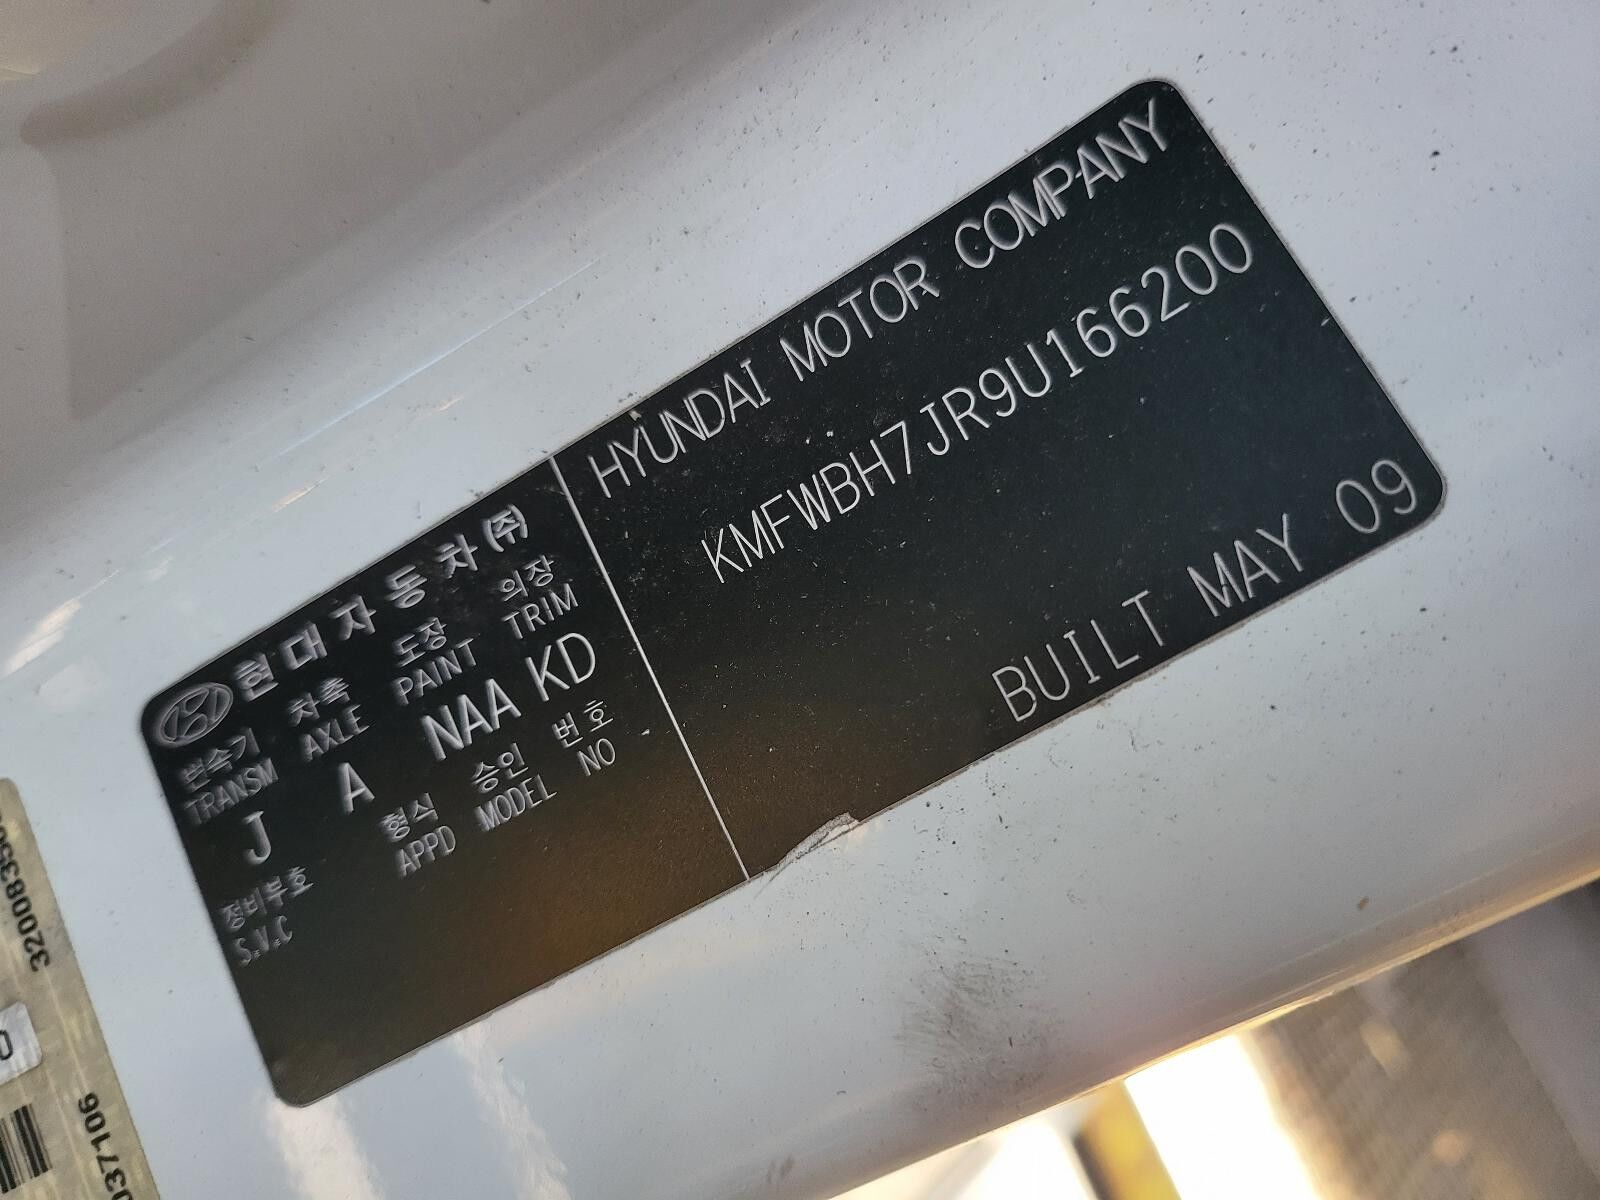 현대자동차(주)
변속기 차축 도장 의장
TRANSM AXLE PAINT TRIM
J A NAA KD
형식 승인 번호
정비부호 APPD MODEL NO
S.V.C
HYUNDAI MOTOR COMPANY
KMFWBH7JR9U166200
BUILT MAY 09
37106